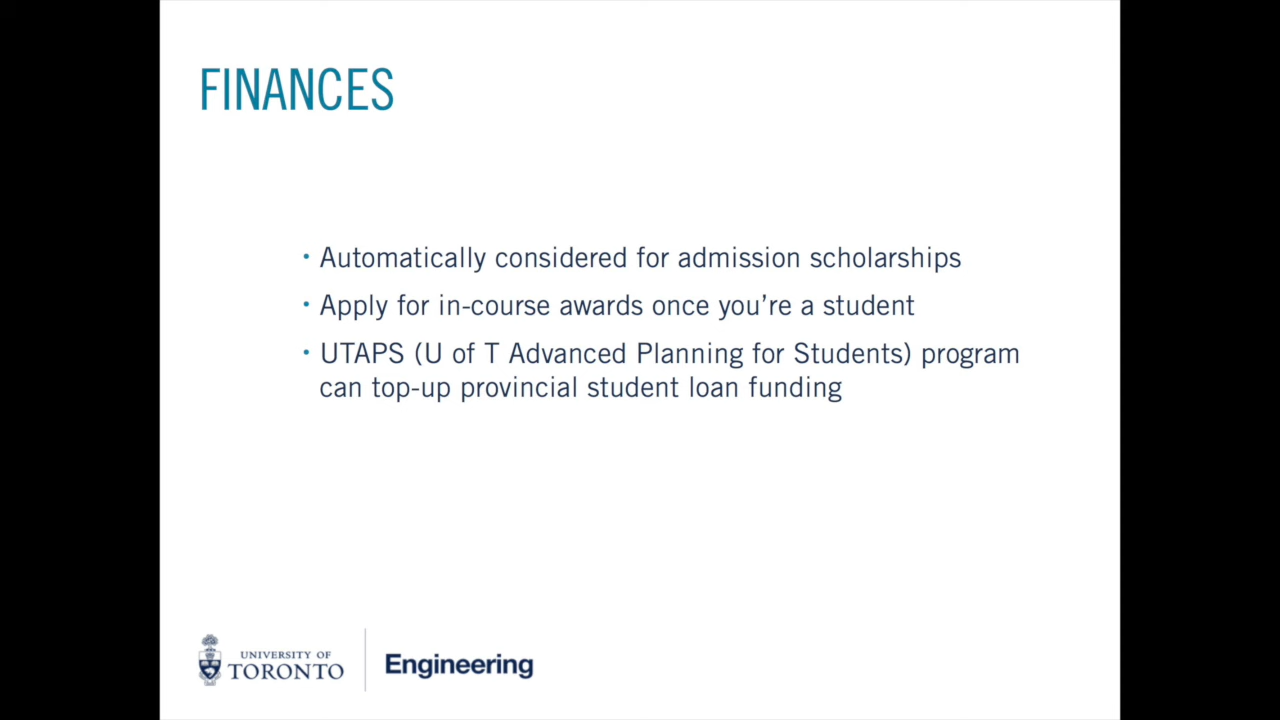 FINANCES
• Automatically considered for admission scholarships
• Apply for in-course awards once you’re a student
• UTAPS (U of T Advanced Planning for Students) program
can top-up provincial student loan funding
UNIVERSITY OF
TORONTO
Engineering